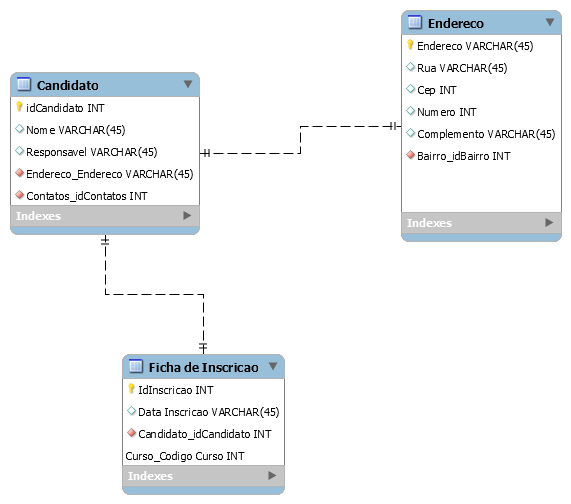 Candidato
idCandidato INT
Nome VARCHAR(45)
Responsavel VARCHAR(45)
Endereco_Endereco VARCHAR(45)
Contatos_idContatos INT
Indexes
Endereco
Endereco VARCHAR(45)
Rua VARCHAR(45)
Cep INT
Numero INT
Complemento VARCHAR(45)
Bairro_idBairro INT
Indexes
Ficha de Inscricao
IdInscricao INT
Data Inscricao VARCHAR(45)
Candidato_idCandidato INT
Curso_Codigo Curso INT
Indexes